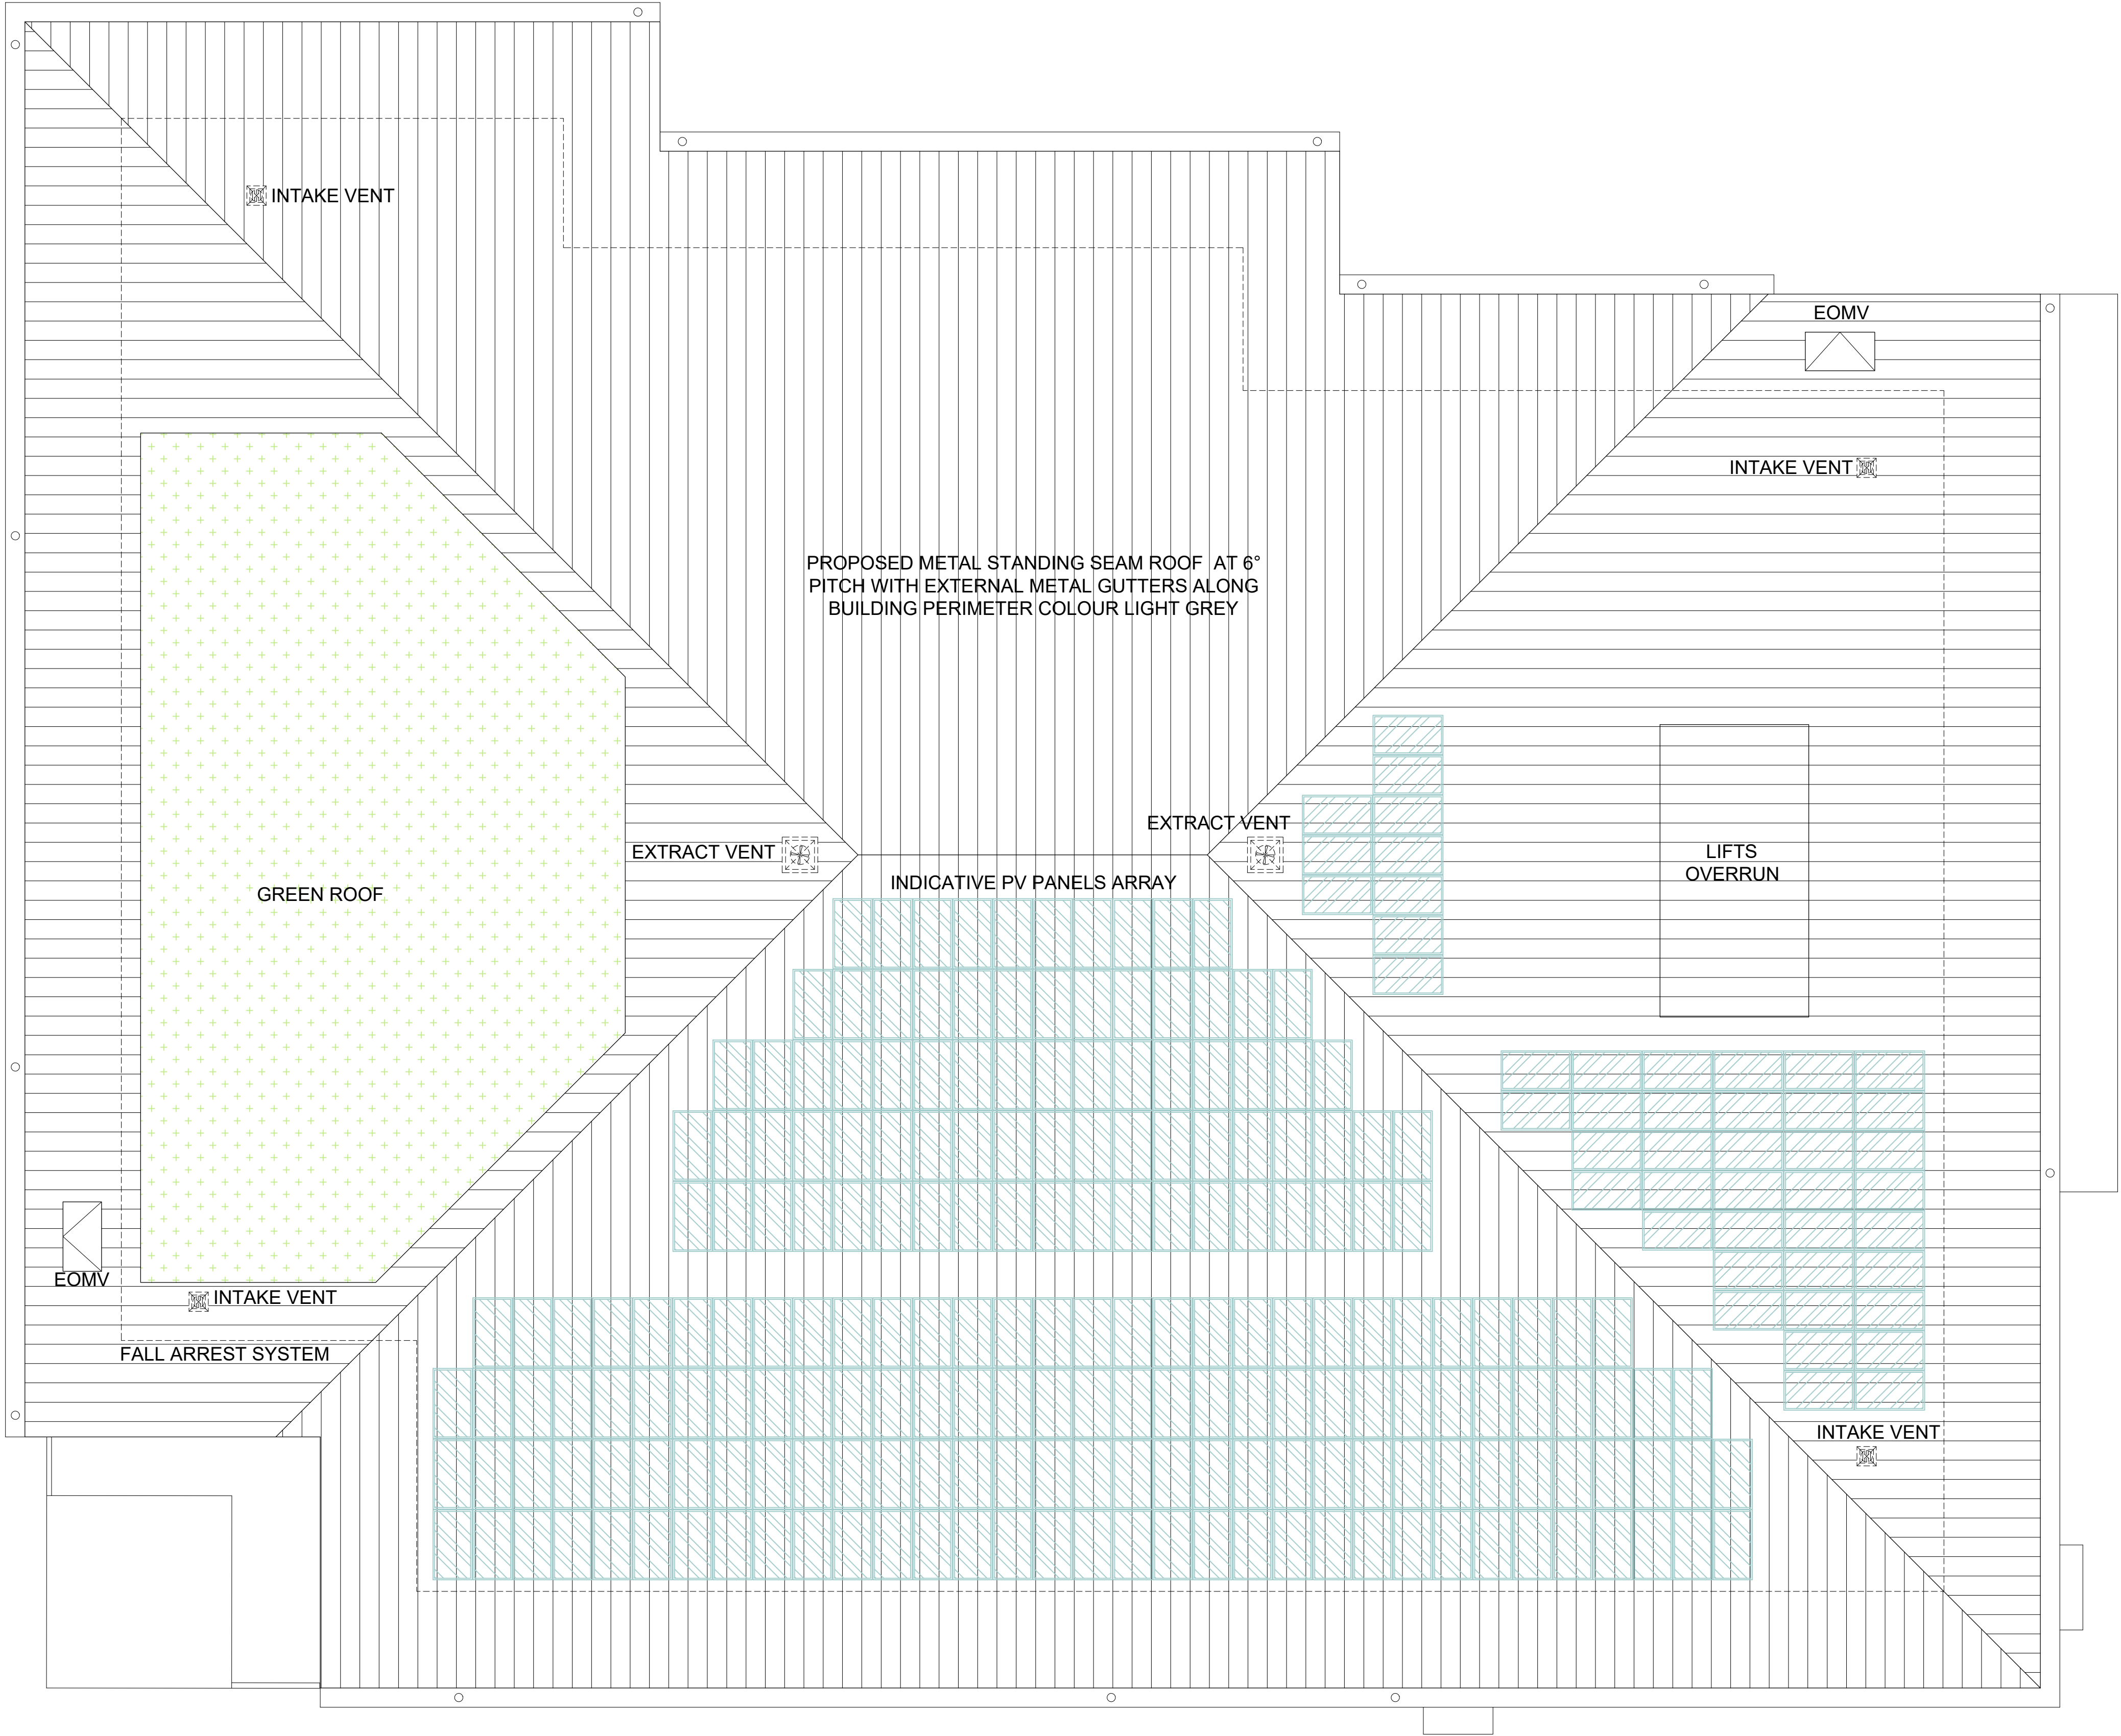 INTAKE VENT
EOMV
INTAKE VENT
PROPOSED METAL STANDING SEAM ROOF AT 6°
PITCH WITH EXTERNAL METAL GUTTERS ALONG
BUILDING PERIMETER COLOUR LIGHT GREY
EXTRACT VENT
EXTRACT VENT
LIFTS
OVERRUN
INDICATIVE PV PANELS ARRAY
GREEN ROOF
EOMV
INTAKE VENT
FALL ARREST SYSTEM
INTAKE VENT